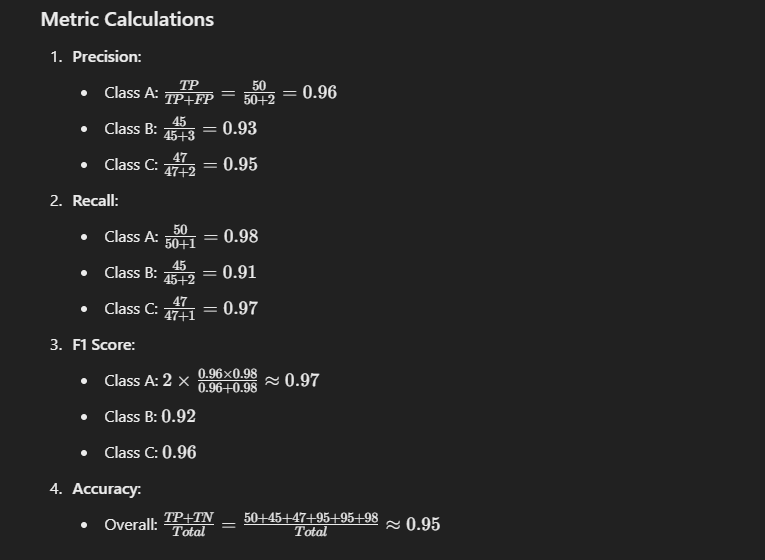 Metric Calculations
1. Precision:
• Class A: \frac{TP}{TP+FP} = \frac{50}{50+2} = 0.96
• Class B: \frac{45}{45+3} = 0.93
• Class C: \frac{47}{47+2} = 0.95
2. Recall:
• Class A: \frac{50}{50+1} = 0.98
• Class B: \frac{45}{45+2} = 0.91
• Class C: \frac{47}{47+1} = 0.97
3. F1 Score:
• Class A: 2 × \frac{0.96×0.98}{0.96+0.98} ≈ 0.97
• Class B: 0.92
• Class C: 0.96
4. Accuracy:
• Overall: \frac{TP+TN}{Total} = \frac{50+45+47+95+95+98}{Total} ≈ 0.95